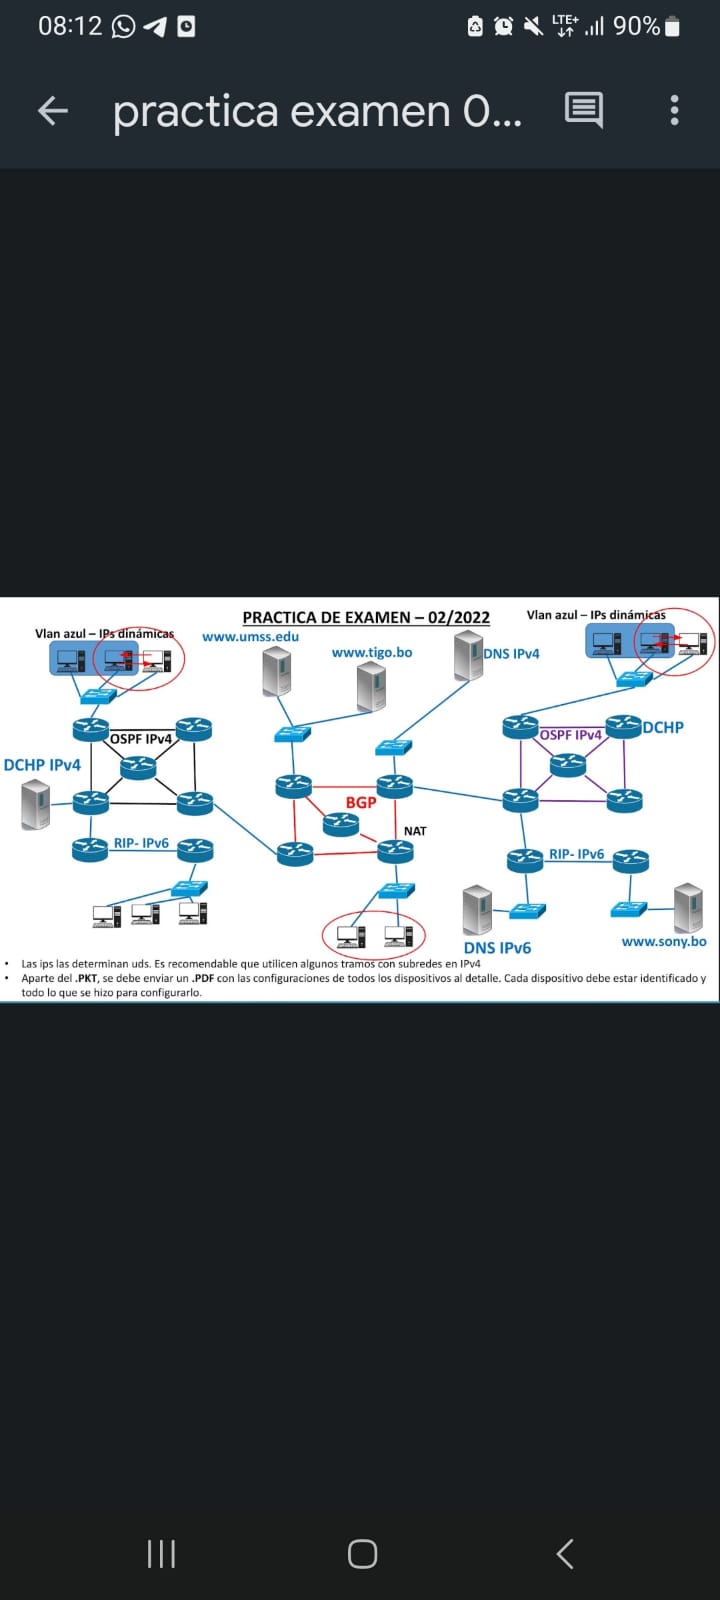 08:12
LTE+
90%
practica examen 0...
PRACTICA DE EXAMEN – 02/2022
Vlan azul – IPs dinámicas
www.umss.edu
www.tigo.bo
DNS IPv4
Vlan azul – IPs dinámicas
OSPF IPv4
DCHP IPv4
OSPF IPv4
DCHP
BGP
NAT
RIP- IPv6
RIP- IPv6
DNS IPv6
www.sony.bo
• Las ips las determinan uds. Es recomendable que utilicen algunos tramos con subredes en IPv4
• Aparte del .PKT, se debe enviar un .PDF con las configuraciones de todos los dispositivos al detalle. Cada dispositivo debe estar identificado y
todo lo que se hizo para configurarlo.